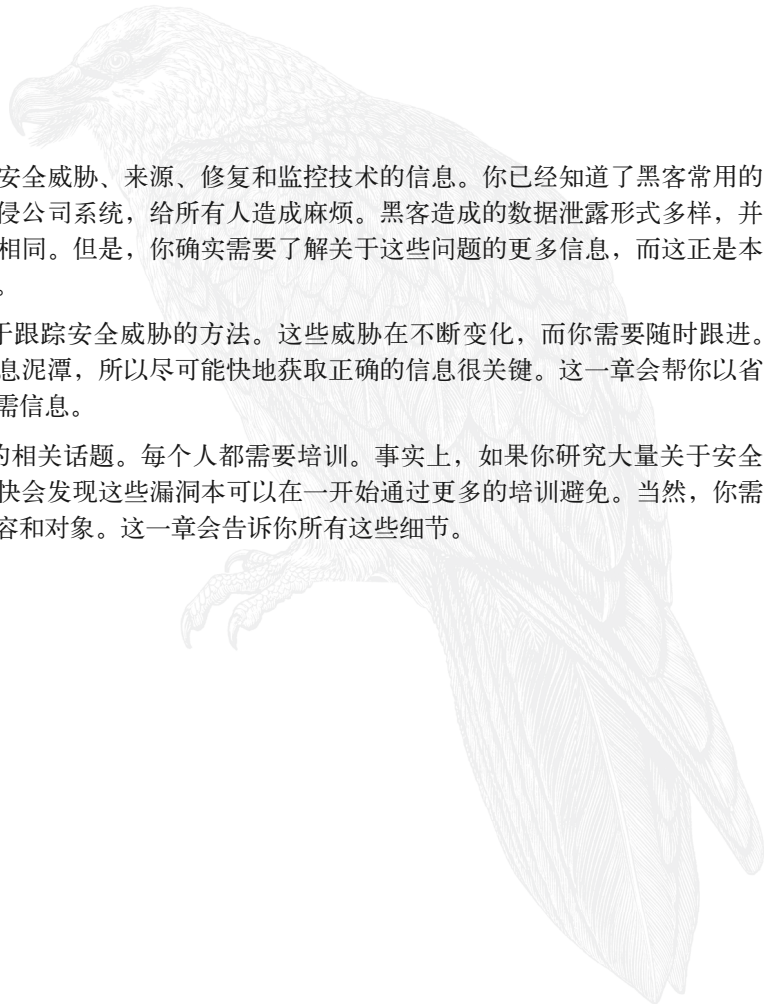 安全威胁、来源、修复和监控技术的信息。你已经知道了黑客常用的
侵公司系统，给所有人造成麻烦。黑客造成的数据泄露形式多样，并
相同。但是，你确实需要了解关于这些问题的更多信息，而这正是本
。
于跟踪安全威胁的方法。这些威胁在不断变化，而你需要随时跟进。
息泥潭，所以尽可能快地获取正确的信息很关键。这一章会帮你以省
需信息。
的相关话题。每个人都需要培训。事实上，如果你研究大量关于安全
快会发现这些漏洞本可以在一开始通过更多的培训避免。当然，你需
容和对象。这一章会告诉你所有这些细节。